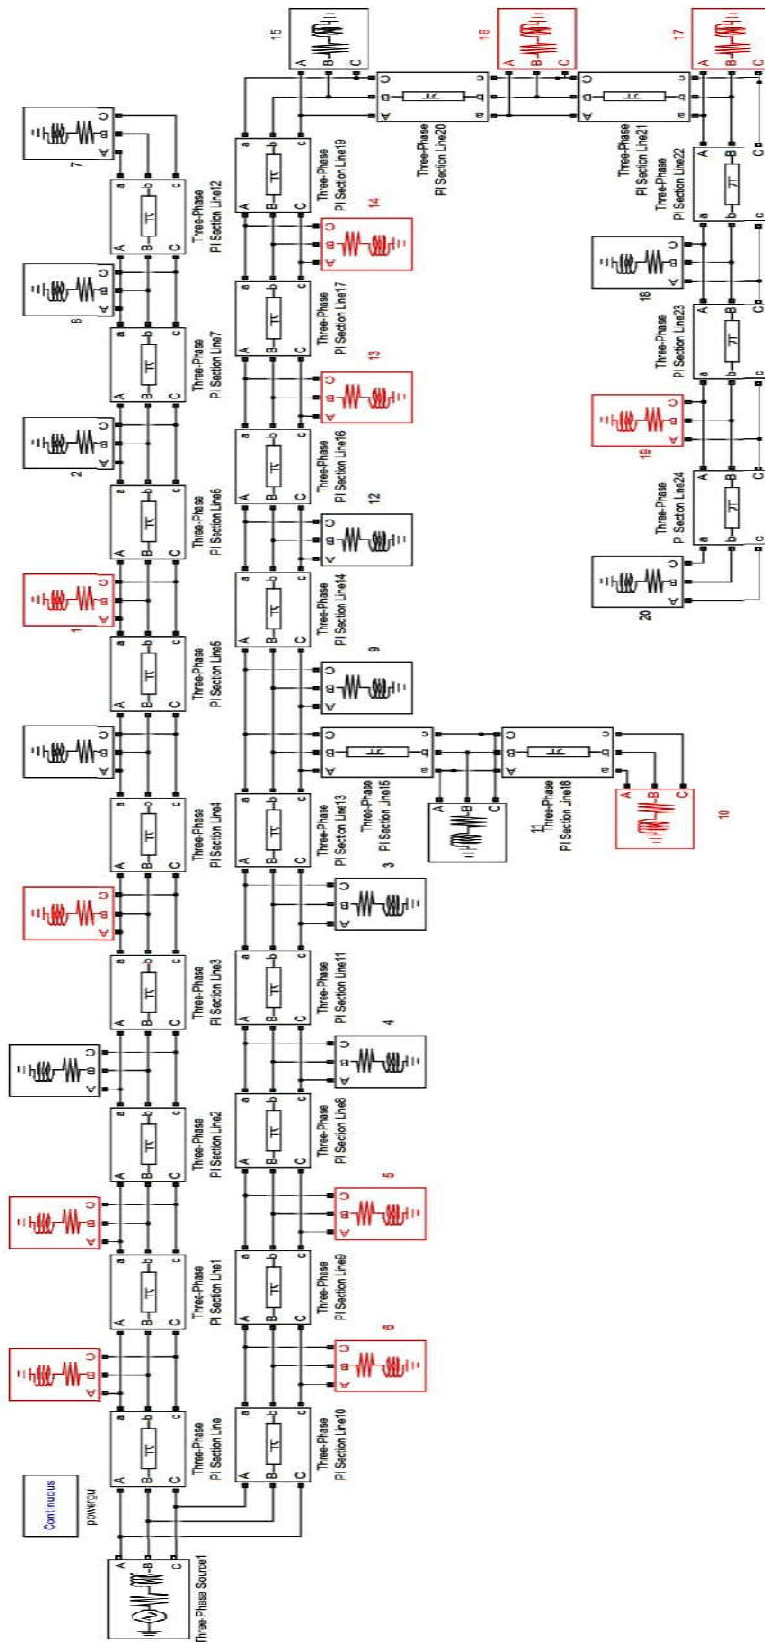 Continuous
powergu
Three-Phase Source1
A
B
C
Three-Phase
PI Section Line
Three-Phase
PI Section Line1
Three-Phase
PI Section Line2
Three-Phase
PI Section Line3
Three-Phase
PI Section Line4
Three-Phase
PI Section Line5
1
Three-Phase
PI Section Line6
2
Three-Phase
PI Section Line7
Three-Phase
PI Section Line12
7
Three-Phase
PI Section Line10
6
Three-Phase
PI Section Line9
5
Three-Phase
PI Section Line8
4
Three-Phase
PI Section Line11
3
Three-Phase
PI Section Line13
Three-Phase
PI Section Line15
11
Three-Phase
PI Section Line18
10
9
Three-Phase
PI Section Line14
12
Three-Phase
PI Section Line16
13
Three-Phase
PI Section Line17
14
Three-Phase
PI Section Line19
15
Three-Phase
PI Section Line20
16
Three-Phase
PI Section Line21
17
Three-Phase
PI Section Line22
18
Three-Phase
PI Section Line23
19
Three-Phase
P Section Line24
20